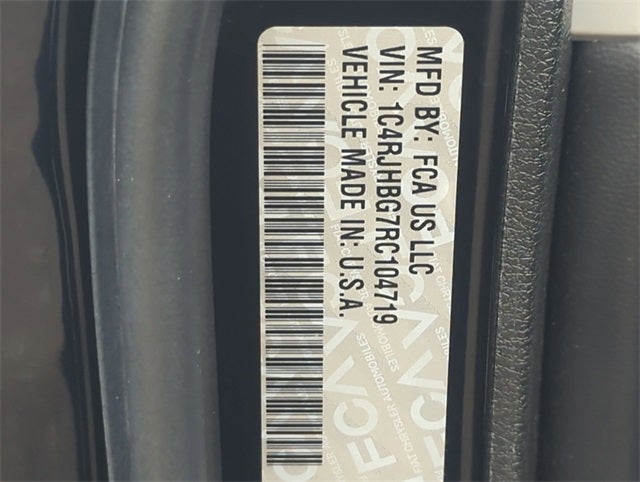 MFD BY: FCA US LLC
VIN: 1C4RJHBG7RC104719
VEHICLE MADE IN: U.S.A.